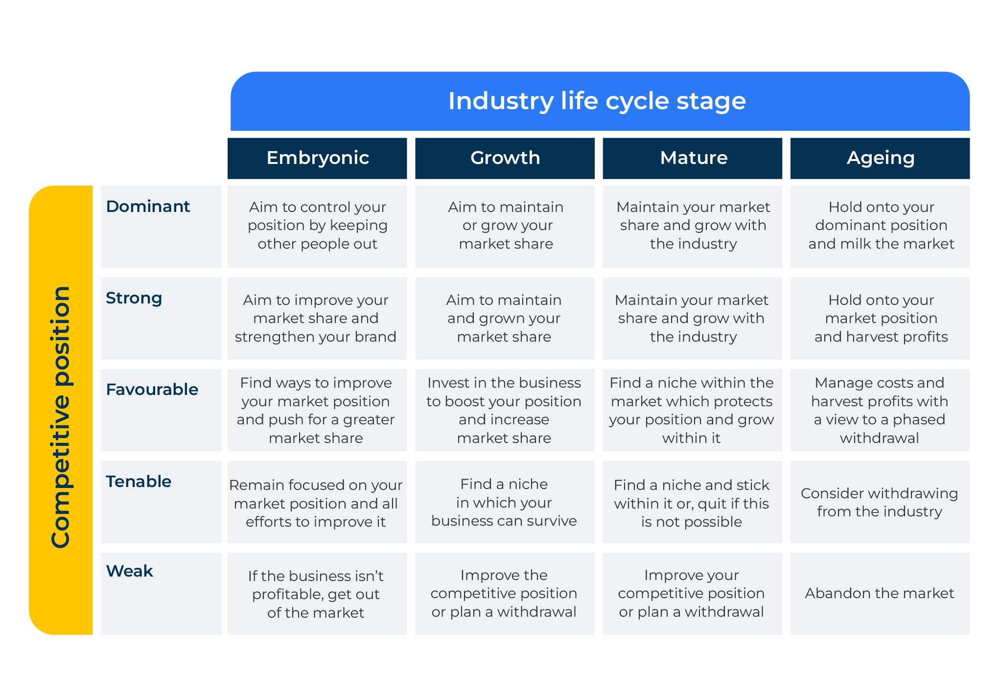 Industry life cycle stage
Embryonic
Growth
Mature
Ageing
Competitive position
Dominant
Aim to control your
position by keeping
other people out
Aim to maintain
or grow your
market share
Maintain your market
share and grow with
the industry
Hold onto your
dominant position
and milk the market
Strong
Aim to improve your
market share and
strengthen your brand
Aim to maintain
and grown your
market share
Maintain your market
share and grow with
the industry
Hold onto your
market position
and harvest profits
Favourable
Find ways to improve
your market position
and push for a greater
market share
Invest in the business
to boost your position
and increase
market share
Find a niche within the
market which protects
your position and grow
within it
Manage costs and
harvest profits with
a view to a phased
withdrawal
Tenable
Remain focused on your
market position and all
efforts to improve it
Find a niche
in which your
business can survive
Find a niche and stick
within it or, quit if this
is not possible
Consider withdrawing
from the industry
Weak
If the business isn’t
profitable, get out
of the market
Improve the
competitive position
or plan a withdrawal
Improve your
competitive position
or plan a withdrawal
Abandon the market